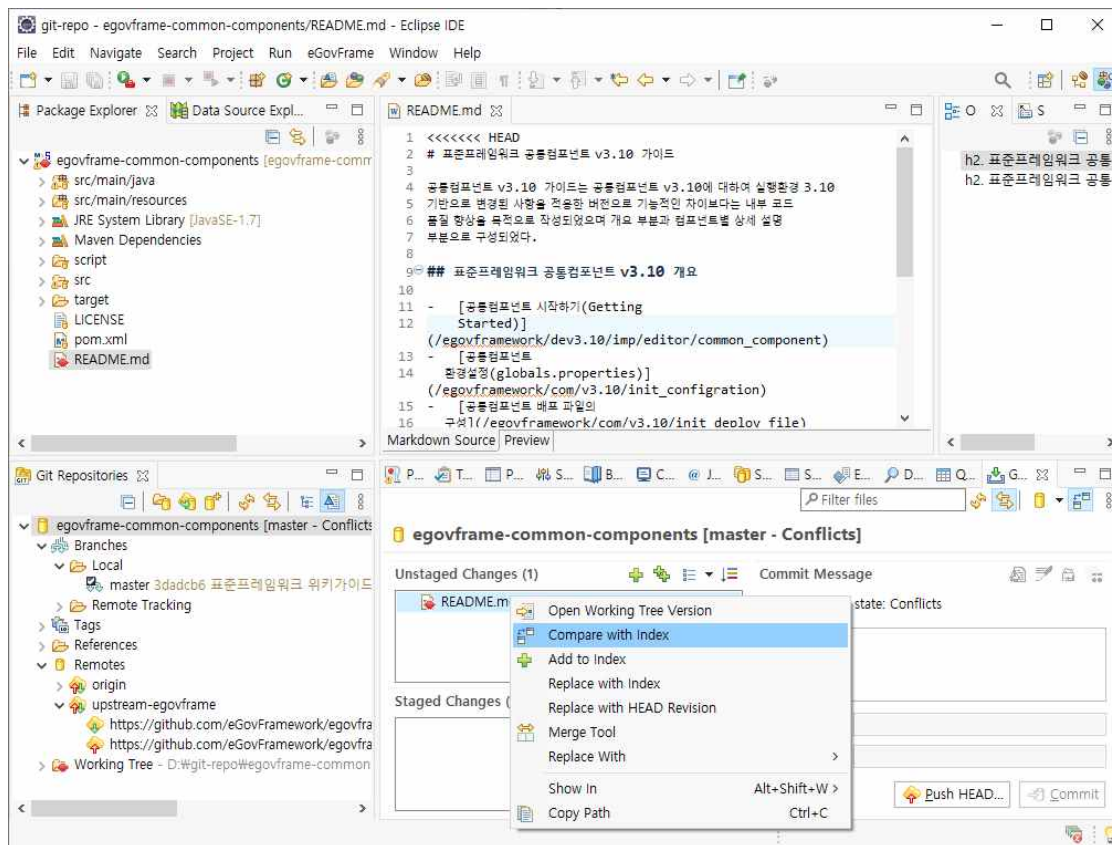 git-repo - egovframe-common-components/README.md - Eclipse IDE
File Edit Navigate Search Project Run eGovFrame Window Help
Package Explorer
Data Source Expl...
egovframe-common-components [egovframe-comm
src/main/java
src/main/resources
JRE System Library [JavaSE-1.7]
Maven Dependencies
script
src
target
LICENSE
pom.xml
README.md
README.md
1 <<<<<<< HEAD
2 # 표준프레임워크 공통컴포넌트 v3.10 가이드
3
4 공통컴포넌트 v3.10 가이드는 공통컴포넌트 v3.10에 대하여 실행환경 3.10
5 기반으로 변경된 사항을 적용한 버전으로 기능적인 차이보다는 내부 코드
6 품질 향상을 목적으로 작성되었으며 개요 부분과 컴포넌트별 상세 설명
7 부분으로 구성되었다.
8
9 ## 표준프레임워크 공통컴포넌트 v3.10 개요
10
11 - [공통컴포넌트 시작하기(Getting
12 Started)]
(/egovframework/dev3.10/imp/editor/common_component)
13 - [공통컴포넌트
14 환경설정(globals.properties)]
(/egovframework/com/v3.10/init_configration)
15 - [공통컴포넌트 배포 파일의
16 구성](/egovframework/com/v3.10/init_deploy_file)
Markdown Source Preview
O S
h2. 표준프레임워크 공통
h2. 표준프레임워크 공통
Git Repositories
egovframe-common-components [master - Conflicts
Branches
Local
master 3dadcb6 표준프레임워크 위키가이드
Remote Tracking
Tags
References
Remotes
origin
upstream-egovframe
https://github.com/eGovFramework/egovfra
https://github.com/eGovFramework/egovfra
Working Tree - D:₩git-repo₩egovframe-common
P... T... P... S... B... C... J... S... S... E... D... Q... G...
Filter files
egovframe-common-components [master - Conflicts]
Unstaged Changes (1)
README.m
Staged Changes (
Commit Message
state: Conflicts
Open Working Tree Version
Compare with Index
Add to Index
Replace with Index
Replace with HEAD Revision
Merge Tool
Replace With
Show In Alt+Shift+W >
Copy Path Ctrl+C
Push HEAD...
Commit